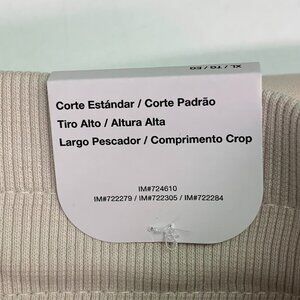 XL / TG / EG
Corte Estándar / Corte Padrão
Tiro Alto / Altura Alta
Largo Pescador / Comprimento Crop
IM#724610
IM#722279 / IM#722305 / IM#722284